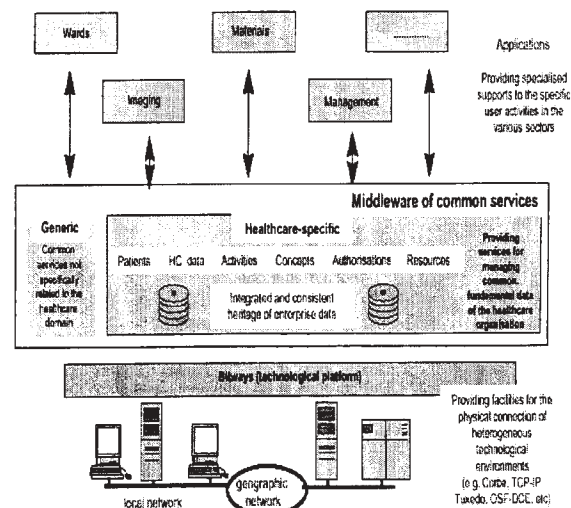 Wards
Materials
Applications
Imaging
Management
Providing specialised
supports to the specific
user activities in the
various sectors
Middleware of common services
Generic
Common
services not
specifically
related to the
healthcare
domain
Healthcare-specific
Patients HC data Activities Concepts Authorisations Resources
Integrated and consistent
heritage of enterprise data
Providing
services for
managing
common,
fundamental data
of the healthcare
organisation
Bitways (technological platform)
Providing facilities for the
physical connection of
heterogeneous
technological
environments
(e.g. Corba, TCP-IP
Tuxedo, OSF-DCE, etc)
local network
geographic
network